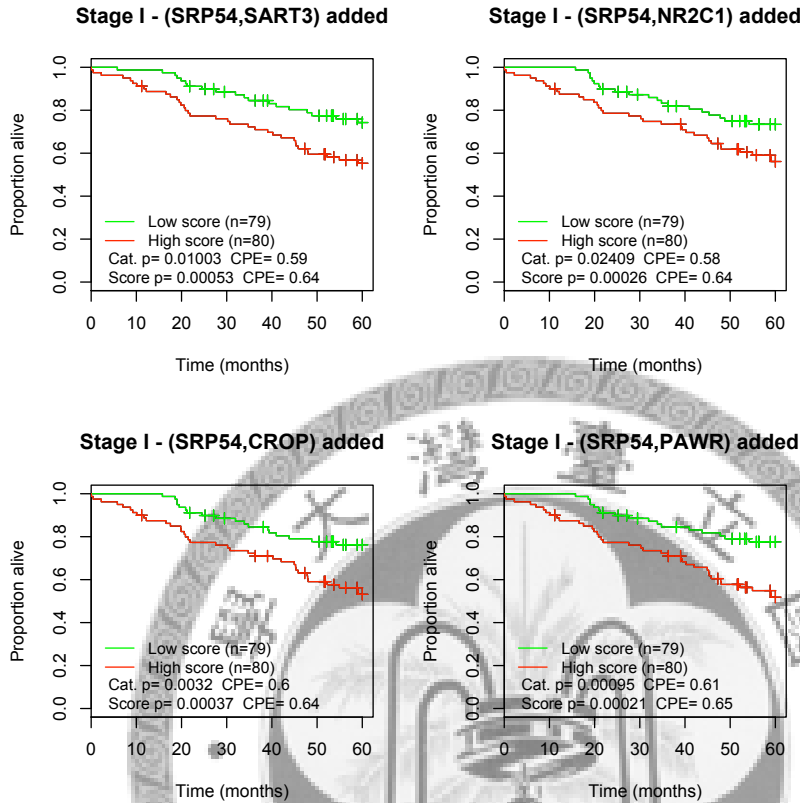 Stage I - (SRP54,SART3) added
Proportion alive
1.0
0.8
0.6
0.4
0.2
0.0
Low score (n=79)
High score (n=80)
Cat. p= 0.01003 CPE= 0.59
Score p= 0.00053 CPE= 0.64
0 10 20 30 40 50 60
Time (months)
Stage I - (SRP54,NR2C1) added
Proportion alive
1.0
0.8
0.6
0.4
0.2
0.0
Low score (n=79)
High score (n=80)
Cat. p= 0.02409 CPE= 0.58
Score p= 0.00026 CPE= 0.64
0 10 20 30 40 50 60
Time (months)
Stage I - (SRP54,CROP) added
Proportion alive
1.0
0.8
0.6
0.4
0.2
0.0
Low score (n=79)
High score (n=80)
Cat. p= 0.0032 CPE= 0.6
Score p= 0.00037 CPE= 0.64
0 10 20 30 40 50 60
Time (months)
Stage I - (SRP54,PAWR) added
Proportion alive
1.0
0.8
0.6
0.4
0.2
0.0
Low score (n=79)
High score (n=80)
Cat. p= 0.00095 CPE= 0.61
Score p= 0.00021 CPE= 0.65
0 10 20 30 40 50 60
Time (months)